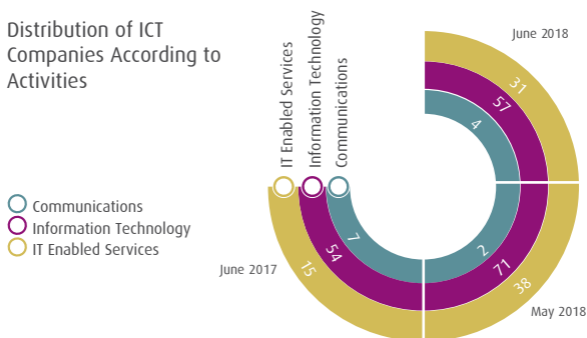 Distribution of ICT
Companies According to
Activities
IT Enabled Services
Information Technology
Communications
June 2018
31
57
4
Communications
Information Technology
IT Enabled Services
June 2017
7
54
15
2
71
38
May 2018